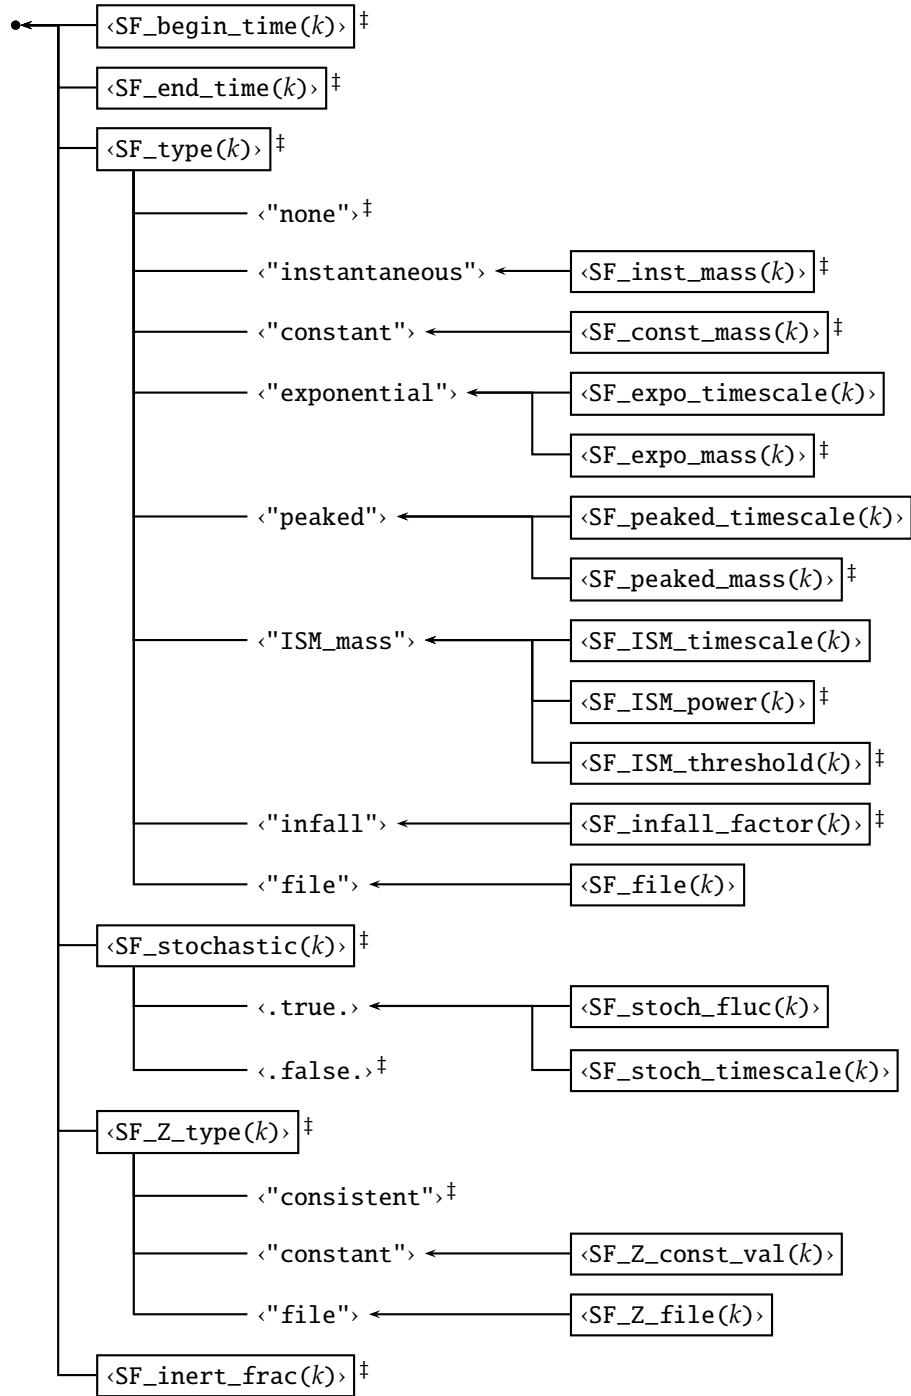 ‹SF_begin_time(k)›‡
‹SF_end_time(k)›‡
‹SF_type(k)›‡
‹"none"›‡
‹"instantaneous"› ‹SF_inst_mass(k)›‡
‹"constant"› ‹SF_const_mass(k)›‡
‹"exponential"› ‹SF_expo_timescale(k)›
‹SF_expo_mass(k)›‡
‹"peaked"› ‹SF_peaked_timescale(k)›
‹SF_peaked_mass(k)›‡
‹"ISM_mass"› ‹SF_ISM_timescale(k)›
‹SF_ISM_power(k)›‡
‹SF_ISM_threshold(k)›‡
‹"infall"› ‹SF_infall_factor(k)›‡
‹"file"› ‹SF_file(k)›
‹SF_stochastic(k)›‡
‹.true.› ‹SF_stoch_fluc(k)›
‹.false.›‡ ‹SF_stoch_timescale(k)›
‹SF_Z_type(k)›‡
‹"consistent"›‡
‹"constant"› ‹SF_Z_const_val(k)›
‹"file"› ‹SF_Z_file(k)›
‹SF_inert_frac(k)›‡